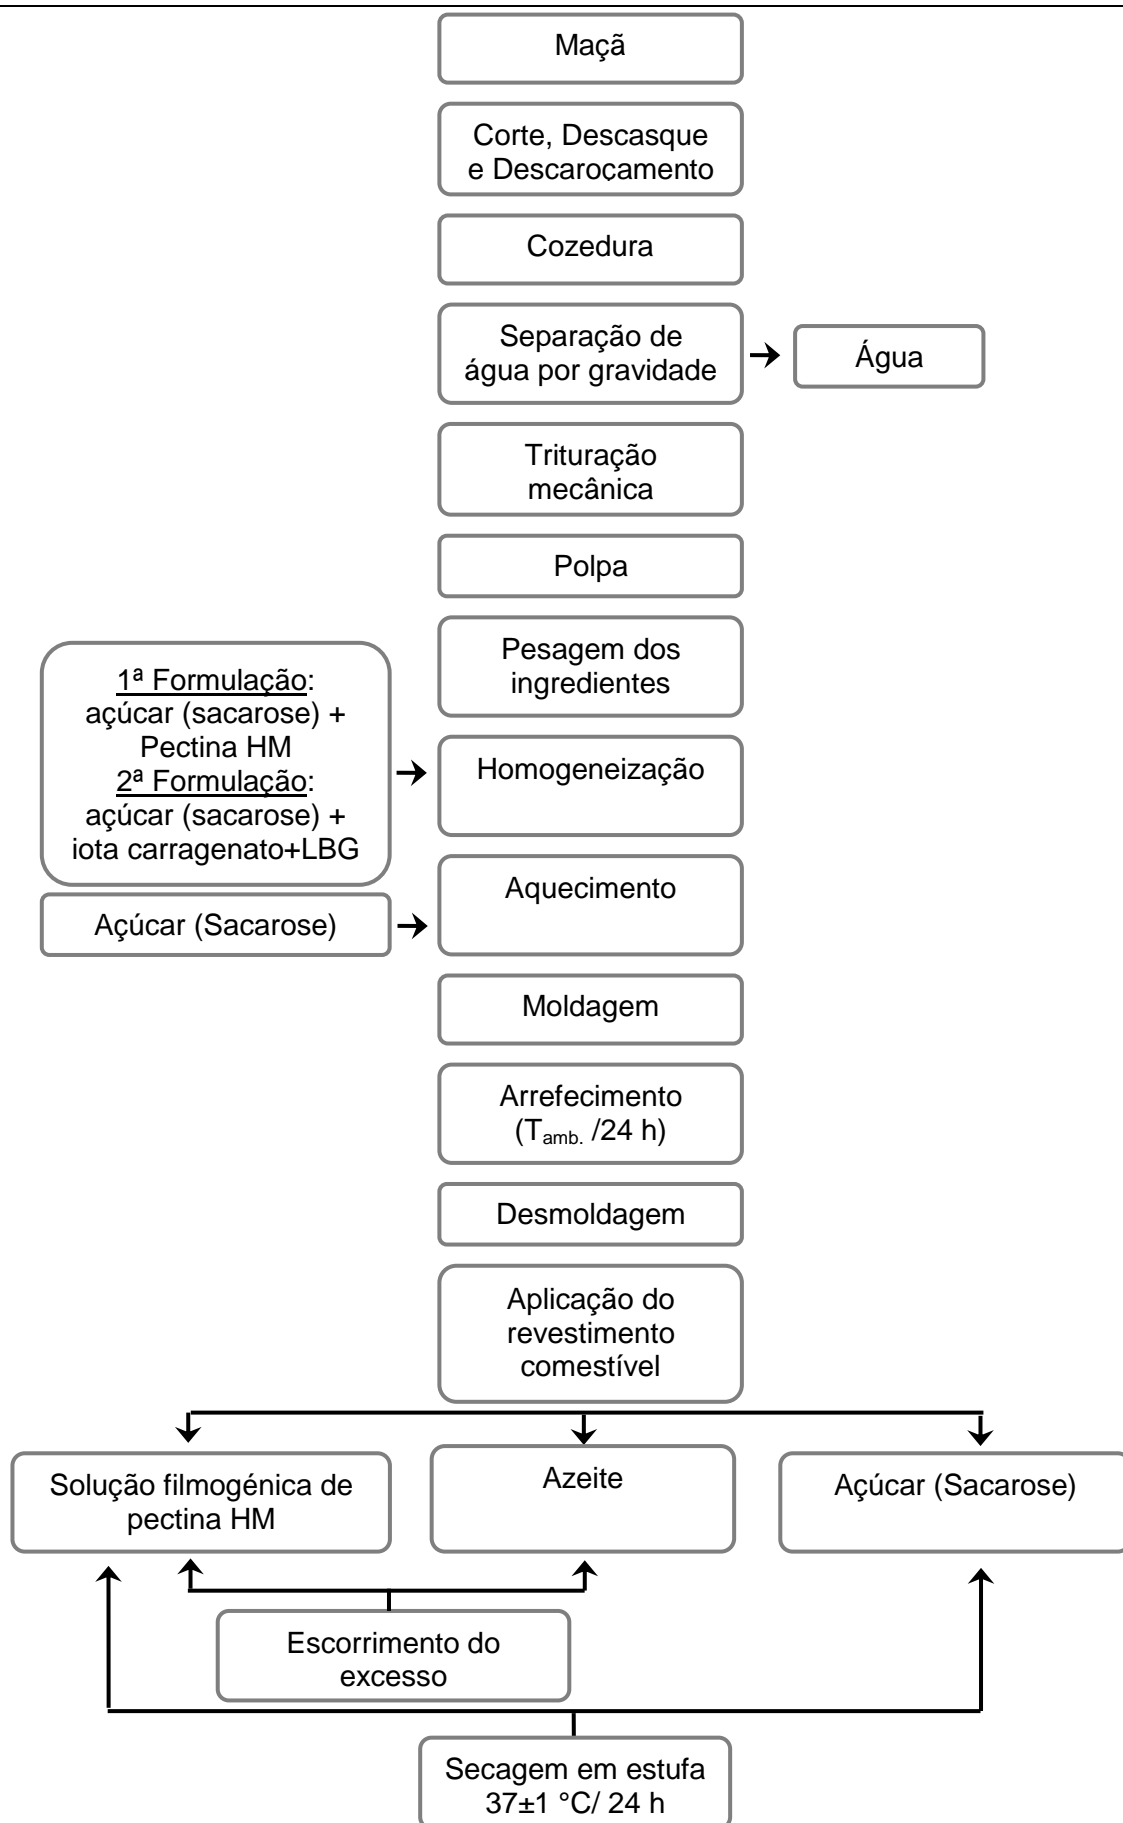 Maçã
Corte, Descasque
e Descaroçamento
Cozedura
Separação de
água por gravidade
Água
Trituração
mecânica
Polpa
Pesagem dos
ingredientes
1ª Formulação:
açúcar (sacarose) +
Pectina HM
2ª Formulação:
açúcar (sacarose) +
iota carragenato+LBG
Homogeneização
Açúcar (Sacarose)
Aquecimento
Moldagem
Arrefecimento
(Tamb. /24 h)
Desmoldagem
Aplicação do
revestimento
comestível
Solução filmogénica de
pectina HM
Azeite
Açúcar (Sacarose)
Escorrimento do
excesso
Secagem em estufa
37±1 °C/ 24 h